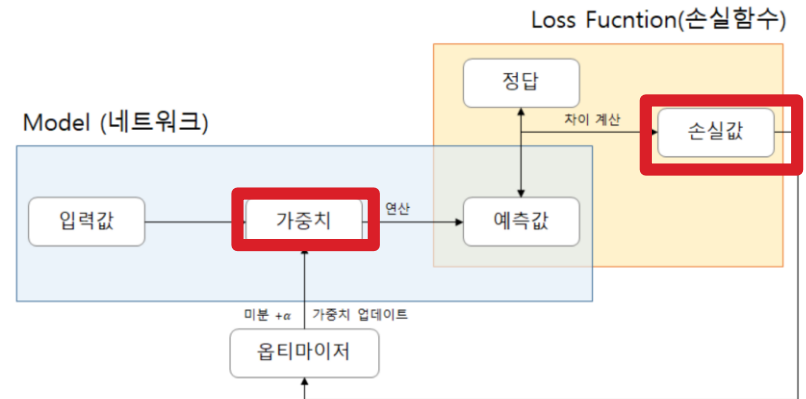 Loss Fucntion(손실함수)
정답
Model (네트워크)
차이 계산
손실값
입력값
가중치
연산
예측값
미분 +α
가중치 업데이트
옵티마이저